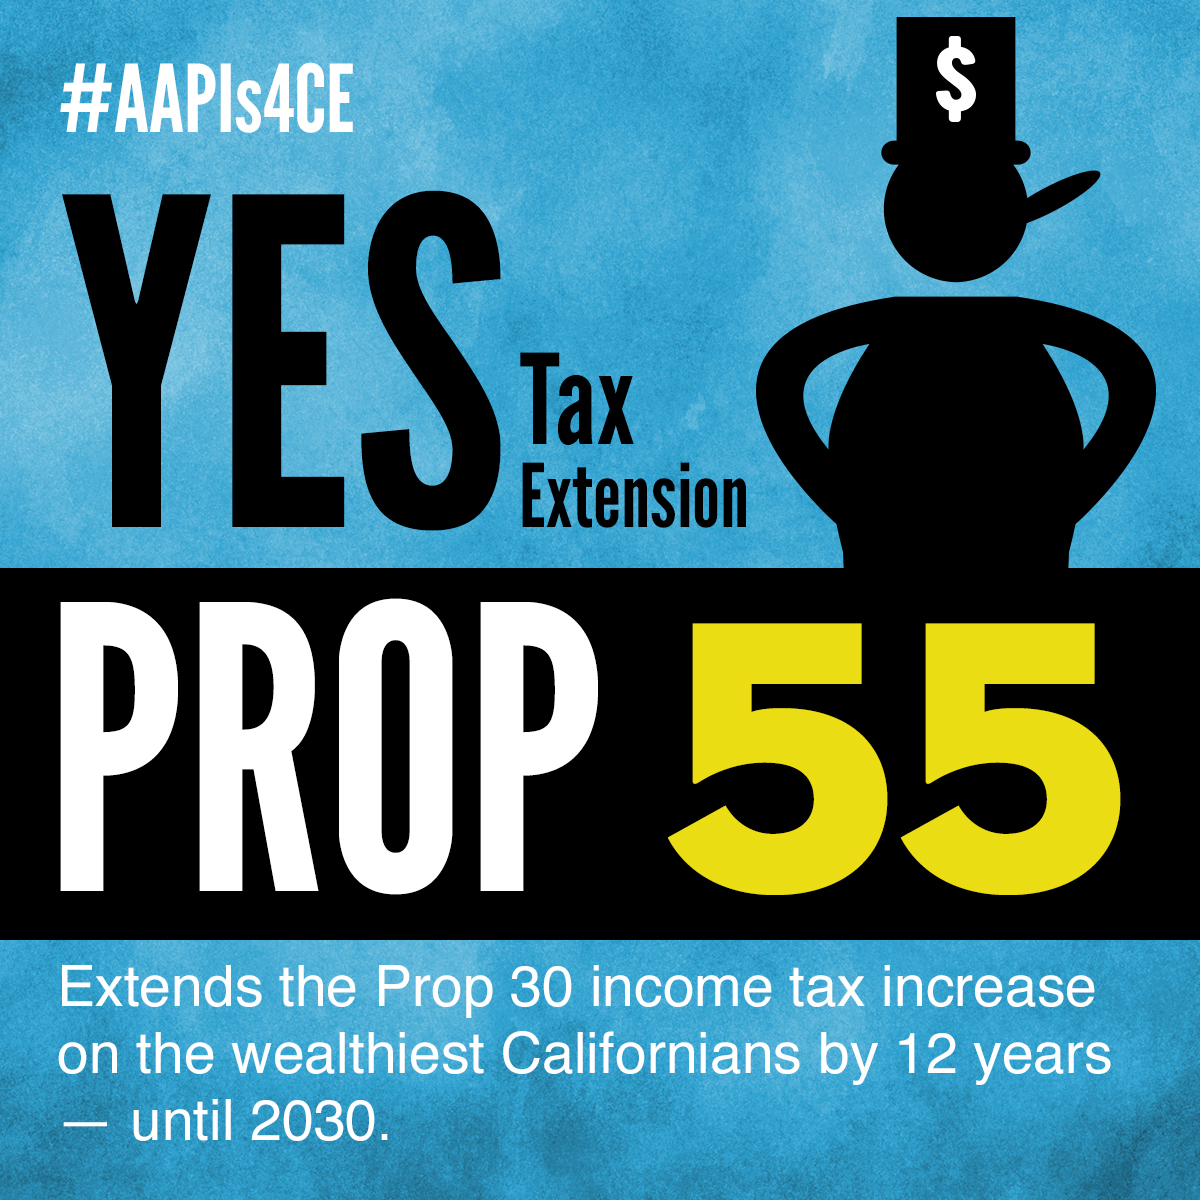 #AAPIs4CE
$
YES
Tax
Extension
PROP 55
Extends the Prop 30 income tax increase
on the wealthiest Californians by 12 years
— until 2030.